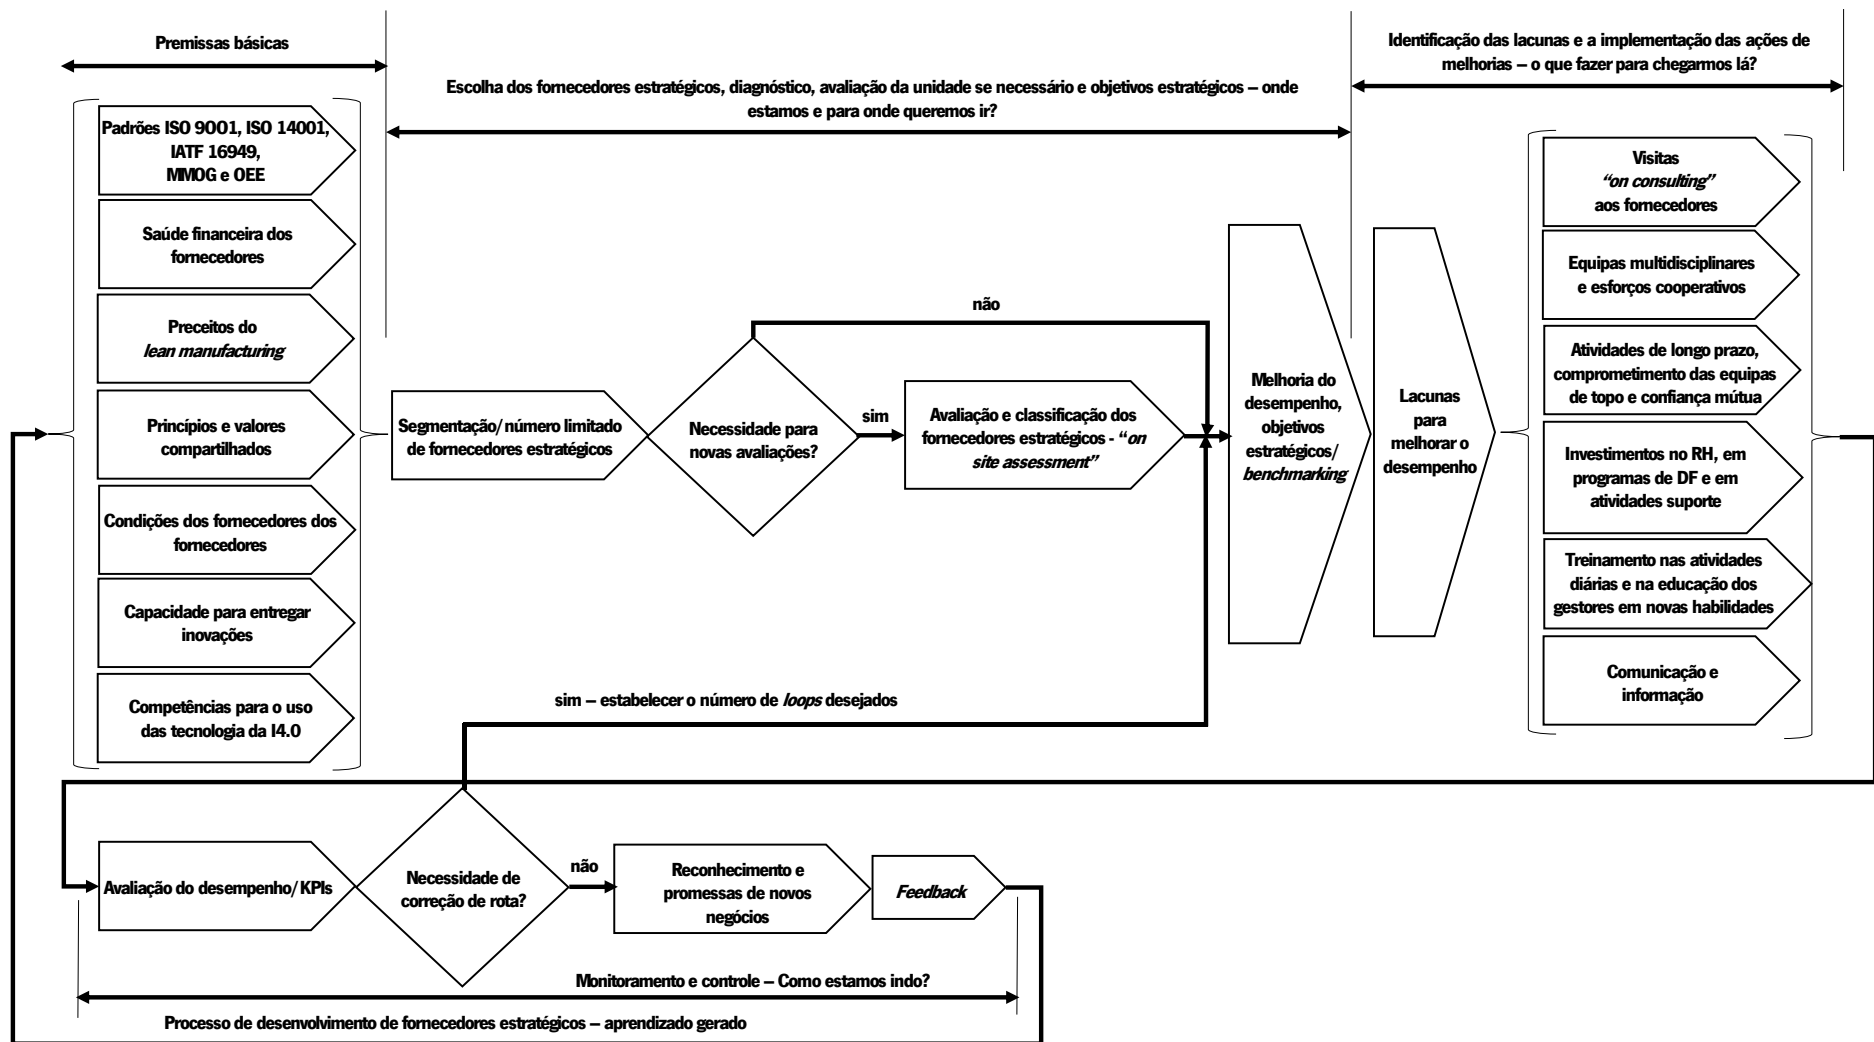 Premissas básicas
Identificação das lacunas e a implementação das ações de
melhorias – o que fazer para chegarmos lá?
Escolha dos fornecedores estratégicos, diagnóstico, avaliação da unidade se necessário e objetivos estratégicos – onde
estamos e para onde queremos ir?
Padrões ISO 9001, ISO 14001,
IATF 16949,
MMOG e OEE
Saúde financeira dos
fornecedores
Preceitos do
lean manufacturing
Princípios e valores
compartilhados
Condições dos fornecedores dos
fornecedores
Capacidade para entregar
inovações
Competências para o uso
das tecnologia da I4.0
Segmentação/número limitado
de fornecedores estratégicos
Necessidade para
novas avaliações?
não
sim
Avaliação e classificação dos
fornecedores estratégicos - “on
site assessment”
Melhoria do
desempenho,
objetivos
estratégicos/
benchmarking
Lacunas
para
melhorar o
desempenho
Visitas
“on consulting”
aos fornecedores
Equipas multidisciplinares
e esforços cooperativos
Atividades de longo prazo,
comprometimento das equipas
de topo e confiança mútua
Investimentos no RH, em
programas de DF e em
atividades suporte
Treinamento nas atividades
diárias e na educação dos
gestores em novas habilidades
Comunicação e
informação
sim – estabelecer o número de loops desejados
Avaliação do desempenho/KPIs
Necessidade de
correção de rota?
não
Reconhecimento e
promessas de novos
negócios
Feedback
Monitoramento e controle – Como estamos indo?
Processo de desenvolvimento de fornecedores estratégicos – aprendizado gerado